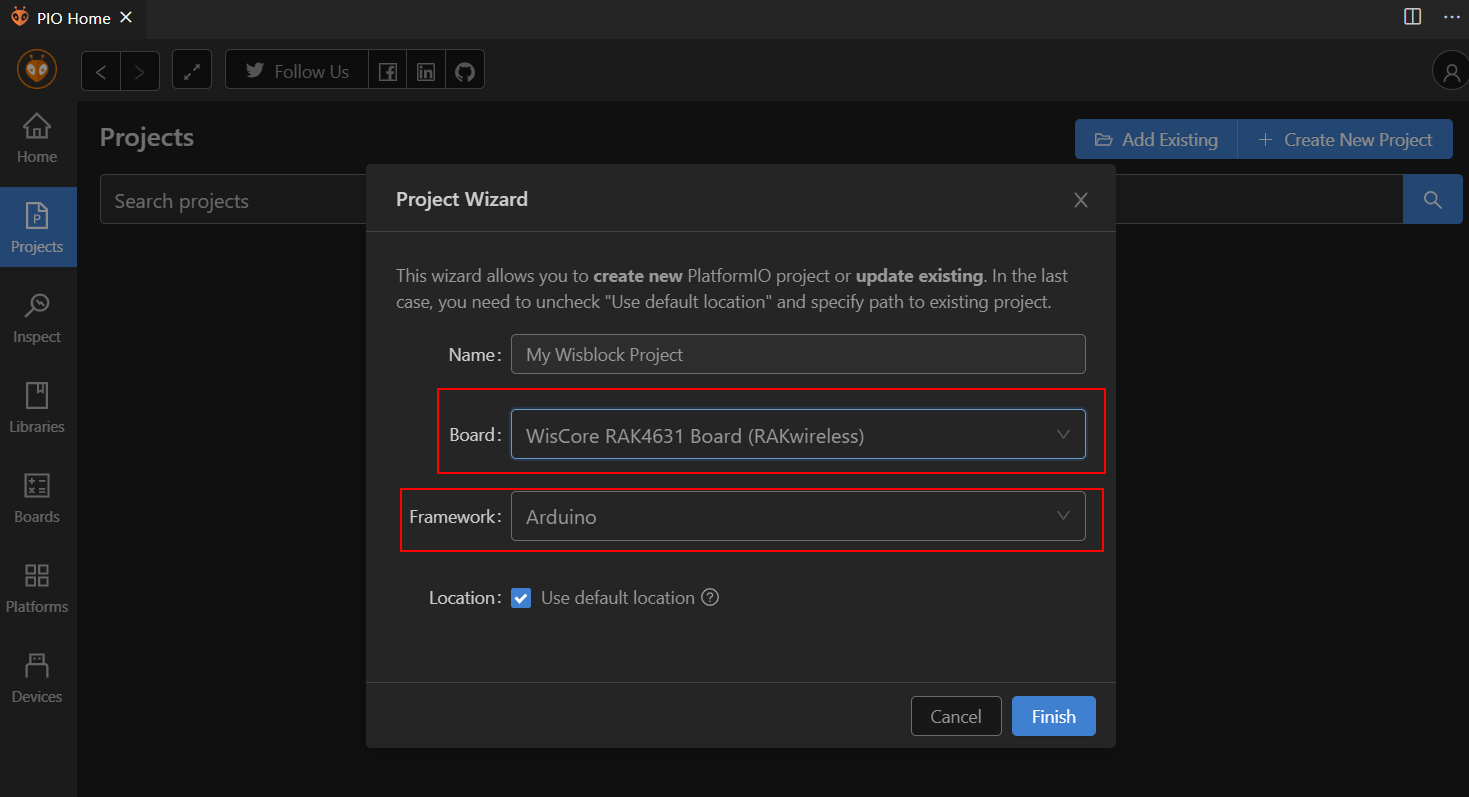 PIO Home
Follow Us
Home
Projects
Inspect
Libraries
Boards
Platforms
Devices
Projects
Add Existing
Create New Project
Search projects
Project Wizard
This wizard allows you to create new PlatformIO project or update existing. In the last
case, you need to uncheck "Use default location" and specify path to existing project.
Name: My Wisblock Project
Board: WisCore RAK4631 Board (RAKwireless)
Framework: Arduino
Location: Use default location
Cancel
Finish